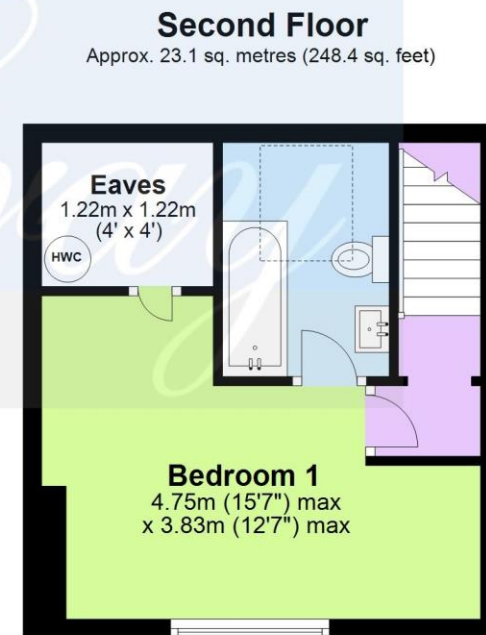 Second Floor
Approx. 23.1 sq. metres (248.4 sq. feet)
Eaves
1.22m x 1.22m
(4' x 4')
HWC
Bedroom 1
4.75m (15'7") max
x 3.83m (12'7") max